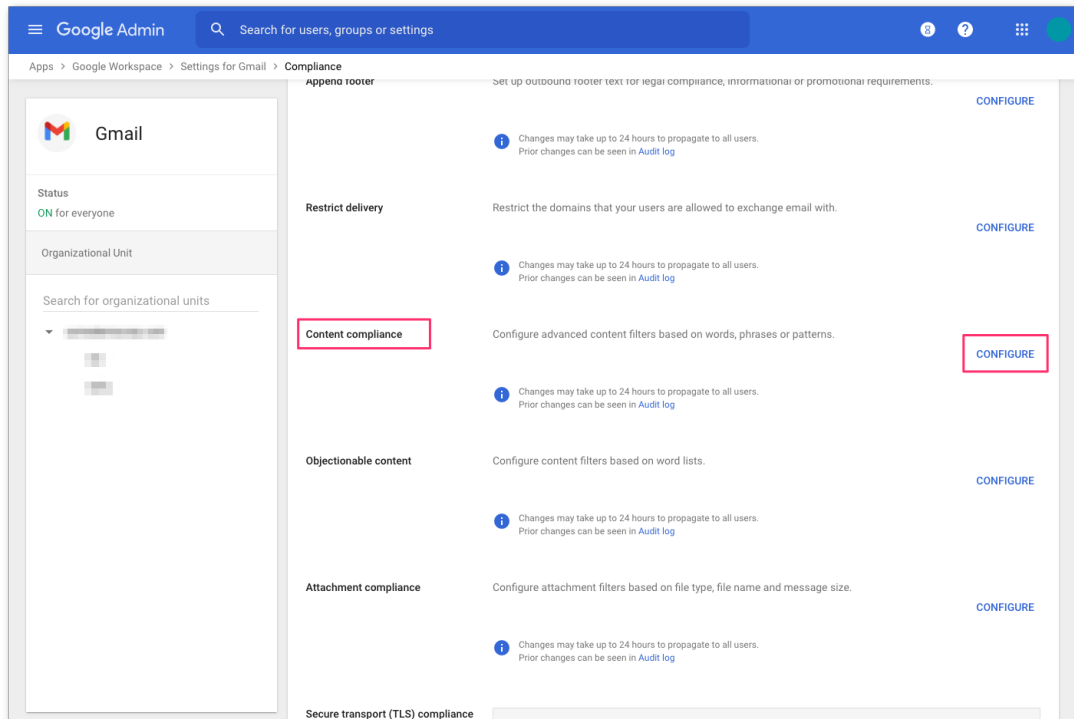 Google Admin
Search for users, groups or settings
Apps > Google Workspace > Settings for Gmail > Compliance
Gmail
Status
ON for everyone
Organizational Unit
Search for organizational units
Append footer
Set up outbound footer text for legal compliance, informational or promotional requirements.
CONFIGURE
Changes may take up to 24 hours to propagate to all users.
Prior changes can be seen in Audit log
Restrict delivery
Restrict the domains that your users are allowed to exchange email with.
CONFIGURE
Changes may take up to 24 hours to propagate to all users.
Prior changes can be seen in Audit log
Content compliance
Configure advanced content filters based on words, phrases or patterns.
CONFIGURE
Changes may take up to 24 hours to propagate to all users.
Prior changes can be seen in Audit log
Objectionable content
Configure content filters based on word lists.
CONFIGURE
Changes may take up to 24 hours to propagate to all users.
Prior changes can be seen in Audit log
Attachment compliance
Configure attachment filters based on file type, file name and message size.
CONFIGURE
Changes may take up to 24 hours to propagate to all users.
Prior changes can be seen in Audit log
Secure transport (TLS) compliance